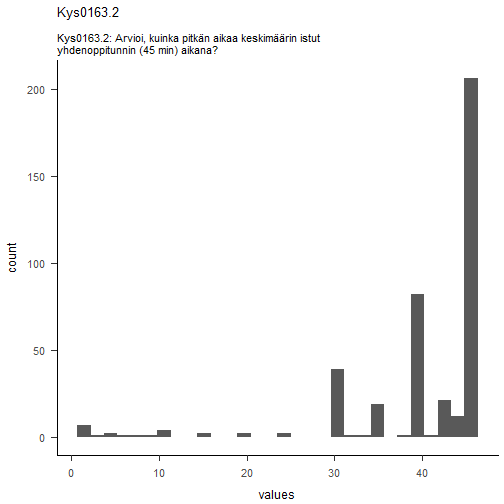 Kys0163.2
Kys0163.2: Arvioi, kuinka pitkän aikaa keskimäärin istut
yhdenoppitunnin (45 min) aikana?
200
150
100
50
0
count
0 10 20 30 40
values